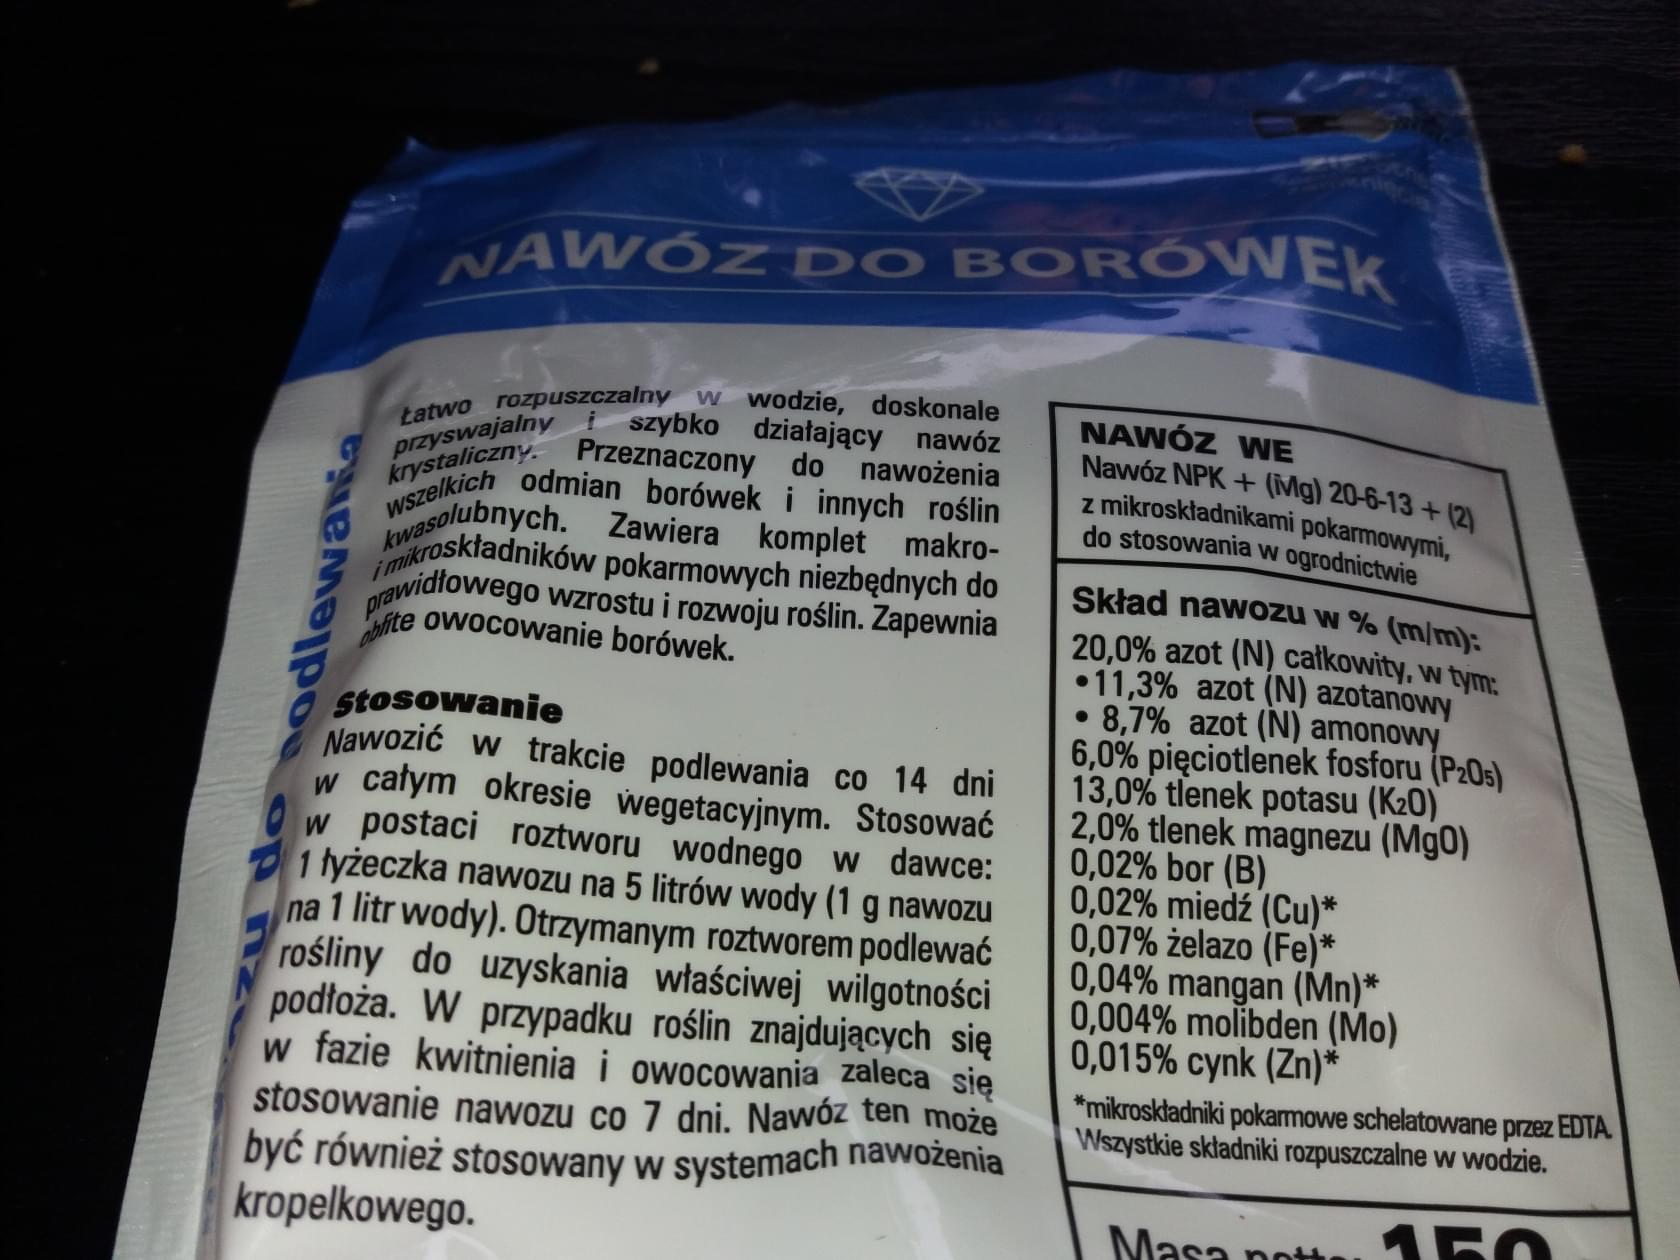 NAWÓZ DO BORÓWEK
Łatwo rozpuszczalny w wodzie, doskonale
przyswajalny i szybko działający nawóz
krystaliczny. Przeznaczony do nawożenia
wszelkich odmian borówek i innych roślin
kwasolubnych. Zawiera komplet makro-
i mikroskładników pokarmowych niezbędnych do
prawidłowego wzrostu i rozwoju roślin. Zapewnia
obfite owocowanie borówek.
Stosowanie
Nawozić w trakcie podlewania co 14 dni
w całym okresie wegetacyjnym. Stosować
w postaci roztworu wodnego w dawce:
1 łyżeczka nawozu na 5 litrów wody (1 g nawozu
na 1 litr wody). Otrzymanym roztworem podlewać
rośliny do uzyskania właściwej wilgotności
podłoża. W przypadku roślin znajdujących się
w fazie kwitnienia i owocowania zaleca się
stosowanie nawozu co 7 dni. Nawóz ten może
być również stosowany w systemach nawożenia
kropelkowego.
do podlewania
NAWÓZ WE
Nawóz NPK + (Mg) 20-6-13 + (2)
z mikroskładnikami pokarmowymi,
do stosowania w ogrodnictwie
Skład nawozu w % (m/m):
20,0% azot (N) całkowity, w tym:
• 11,3% azot (N) azotanowy
• 8,7% azot (N) amonowy
6,0% pięciotlenek fosforu (P₂O₅)
13,0% tlenek potasu (K₂O)
2,0% tlenek magnezu (MgO)
0,02% bor (B)
0,02% miedź (Cu)*
0,07% żelazo (Fe)*
0,04% mangan (Mn)*
0,004% molibden (Mo)
0,015% cynk (Zn)*
*mikroskładniki pokarmowe schelatowane przez EDTA.
Wszystkie składniki rozpuszczalne w wodzie.
Masa netto: 150